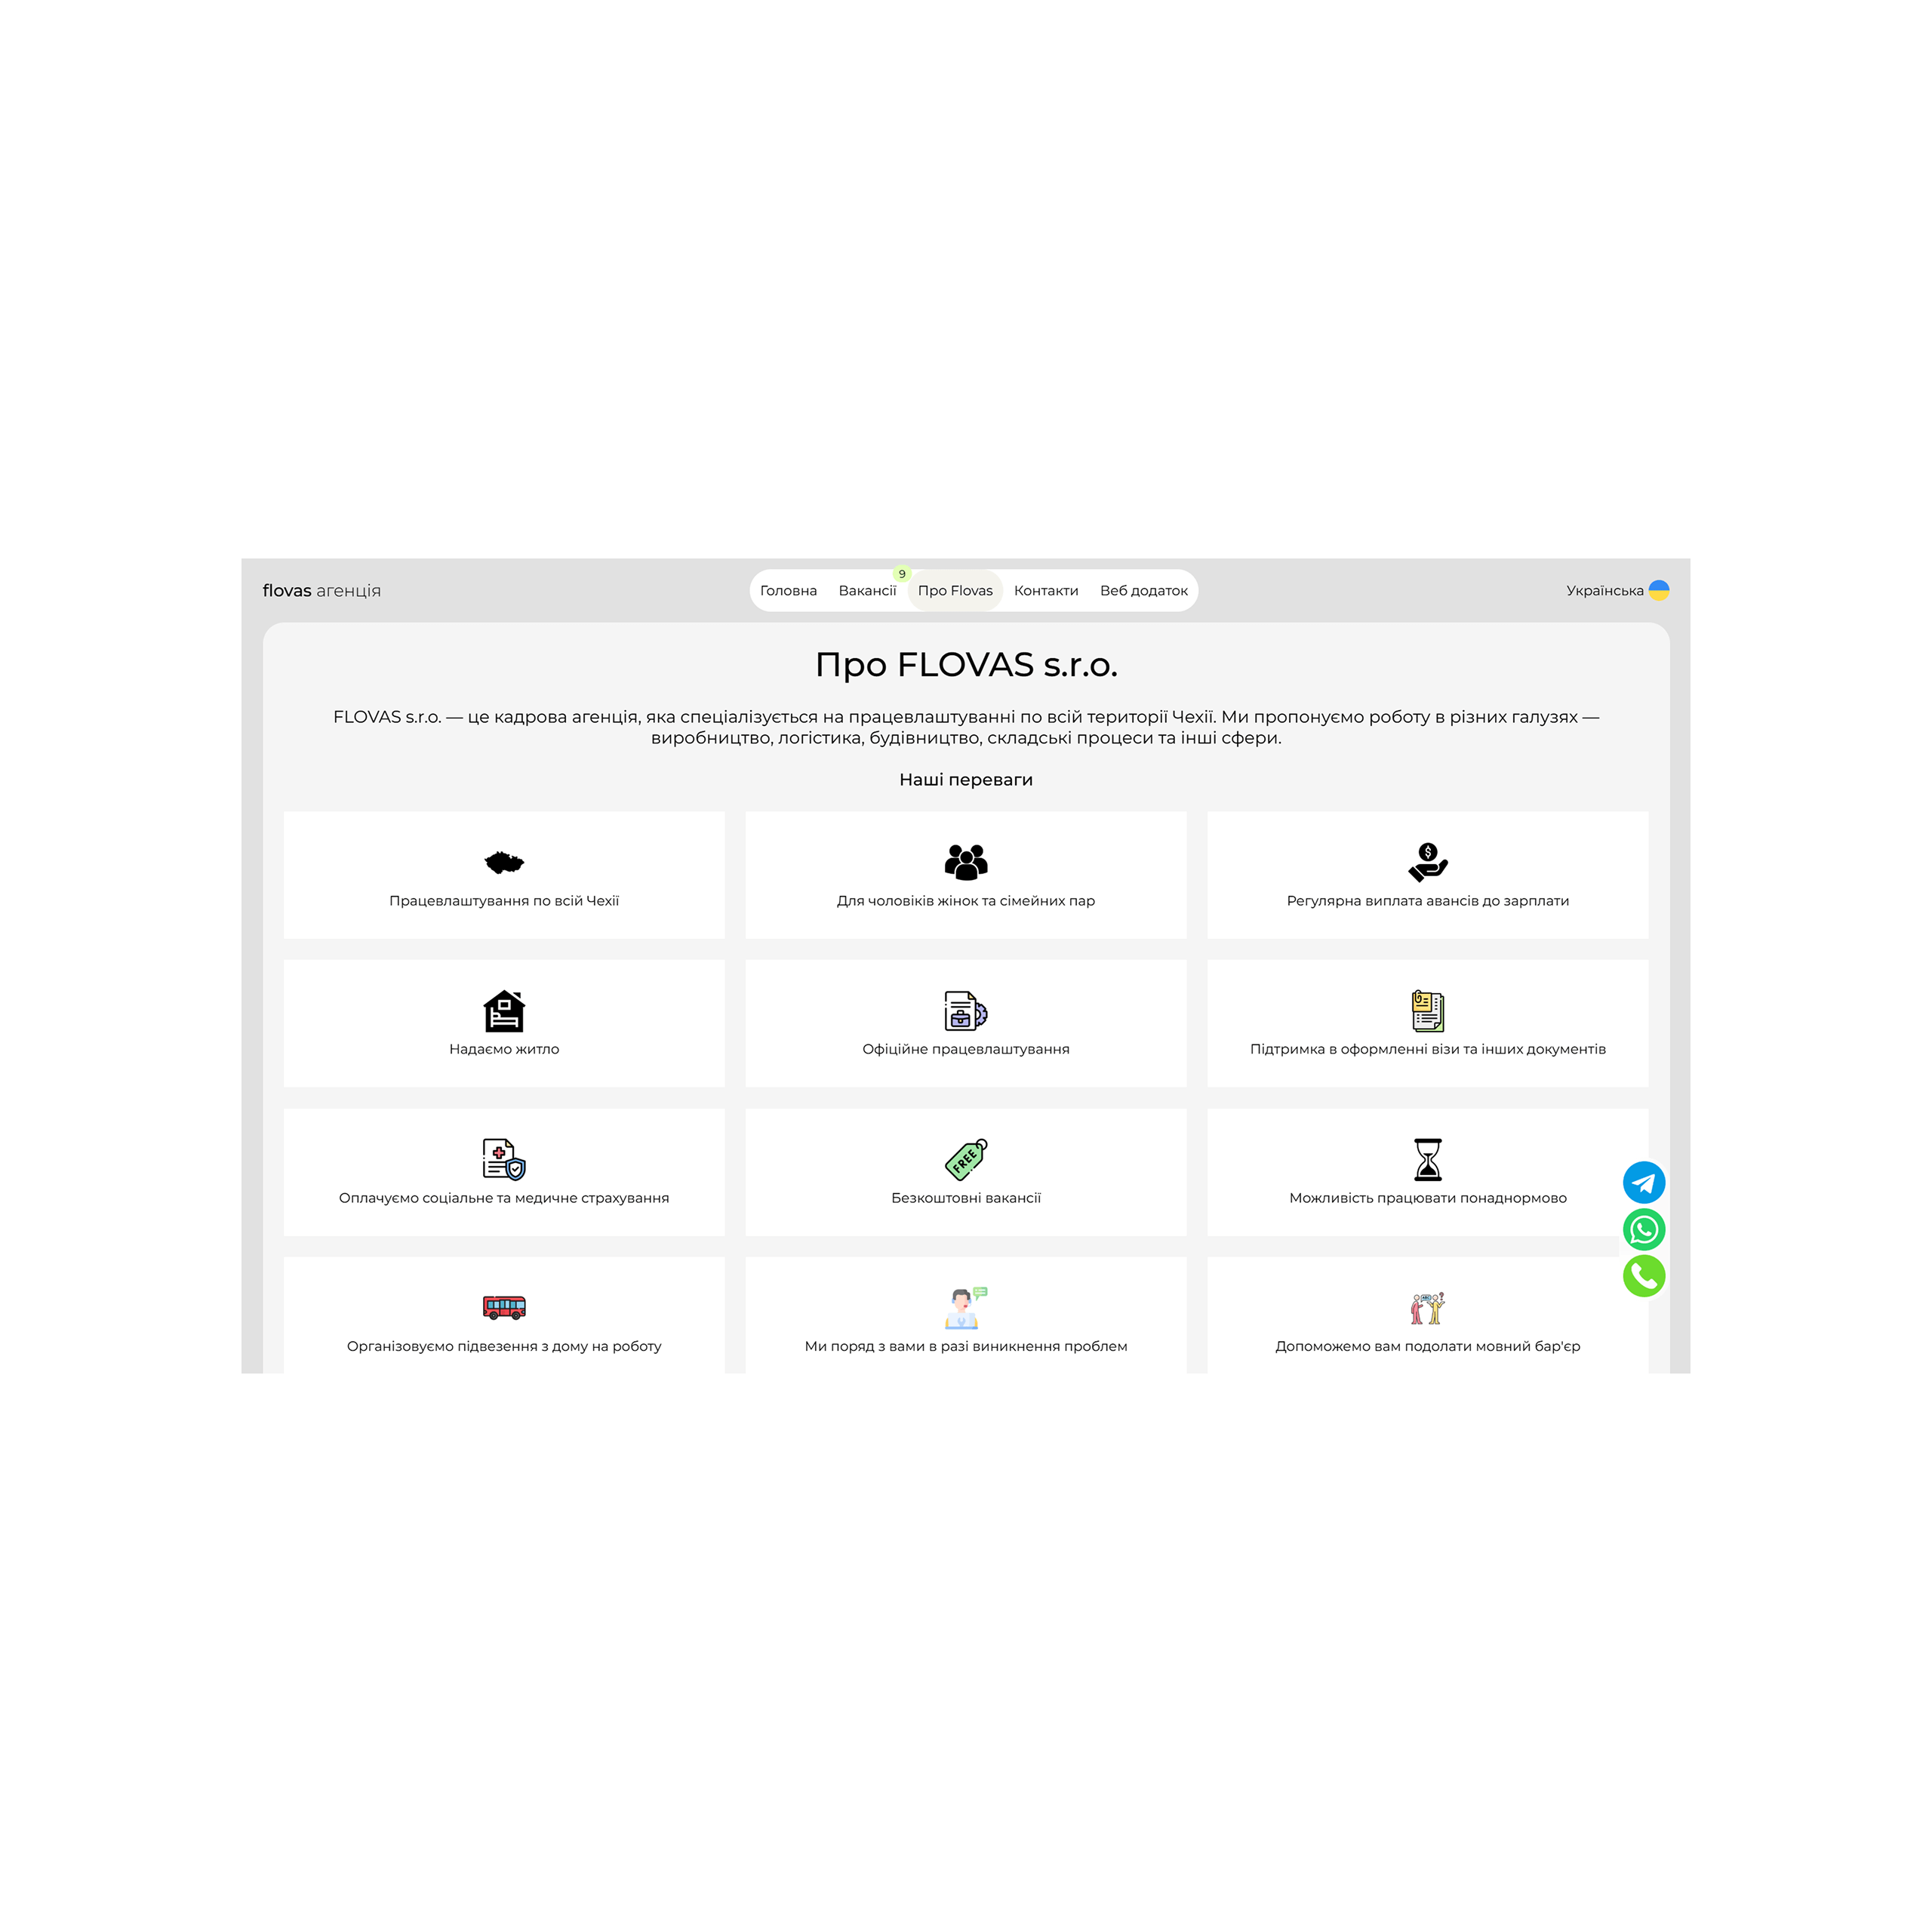 flovas агенція
Головна
Вакансії
9
Про Flovas
Контакти
Веб додаток
Українська
Про FLOVAS s.r.o.
FLOVAS s.r.o. — це кадрова агенція, яка спеціалізується на працевлаштуванні по всій території Чехії. Ми пропонуємо роботу в різних галузях —
виробництво, логістика, будівництво, складські процеси та інші сфери.
Наші переваги
Працевлаштування по всій Чехії
Для чоловіків жінок та сімейних пар
Регулярна виплата авансів до зарплати
Надаємо житло
Офіційне працевлаштування
Підтримка в оформленні візи та інших документів
Оплачуємо соціальне та медичне страхування
FREE
Безкоштовні вакансії
Можливість працювати понаднормово
Організовуємо підвезення з дому на роботу
Ми поряд з вами в разі виникнення проблем
Допоможемо вам подолати мовний бар'єр